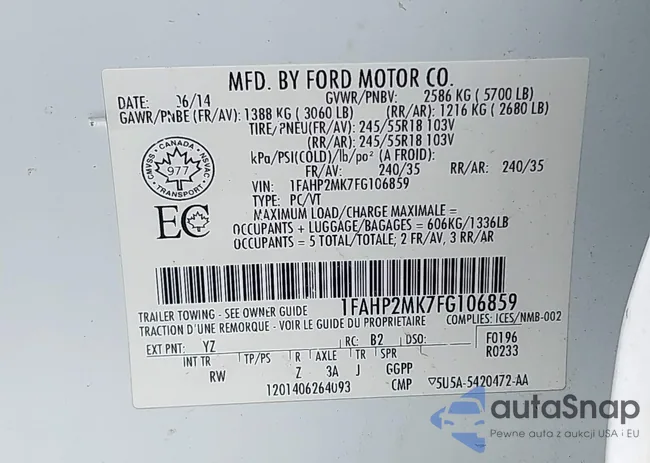 MFD. BY FORD MOTOR CO.
DATE: 06/14 GVWR/PNBV: 2586 KG ( 5700 LB)
GAWR/PNBE (FR/AV): 1388 KG ( 3060 LB) (RR/AR): 1216 KG ( 2680 LB)
TIRE/PNEU(FR/AV): 245/55R18 103V
(RR/AR): 245/55R18 103V
kPa/PSI(COLD)/lb/po² (A FROID):
FR/AV: 240/35 RR/AR: 240/35
VIN: 1FAHP2MK7FG106859
TYPE: PC/VT
MAXIMUM LOAD/CHARGE MAXIMALE =
OCCUPANTS + LUGGAGE/BAGAGES = 606KG/1336LB
OCCUPANTS = 5 TOTAL/TOTALE; 2 FR/AV, 3 RR/AR
CMVSS · CANADA · NSVAC
977
TRANSPORT
EC
1FAHP2MK7FG106859
TRAILER TOWING - SEE OWNER GUIDE
TRACTION D'UNE REMORQUE - VOIR LE GUIDE DU PROPRIETAIRE
COMPLIES: ICES/NMB-002
EXT PNT: YZ RC: B2 DSO: F0196
R0233
INT TR TP/PS R AXLE TR SPR
RW Z 3A J GGPP
1201406264093 CMP ▽5U5A-5420472-AA
autaSnap
Pewne auta z aukcji USA i EU